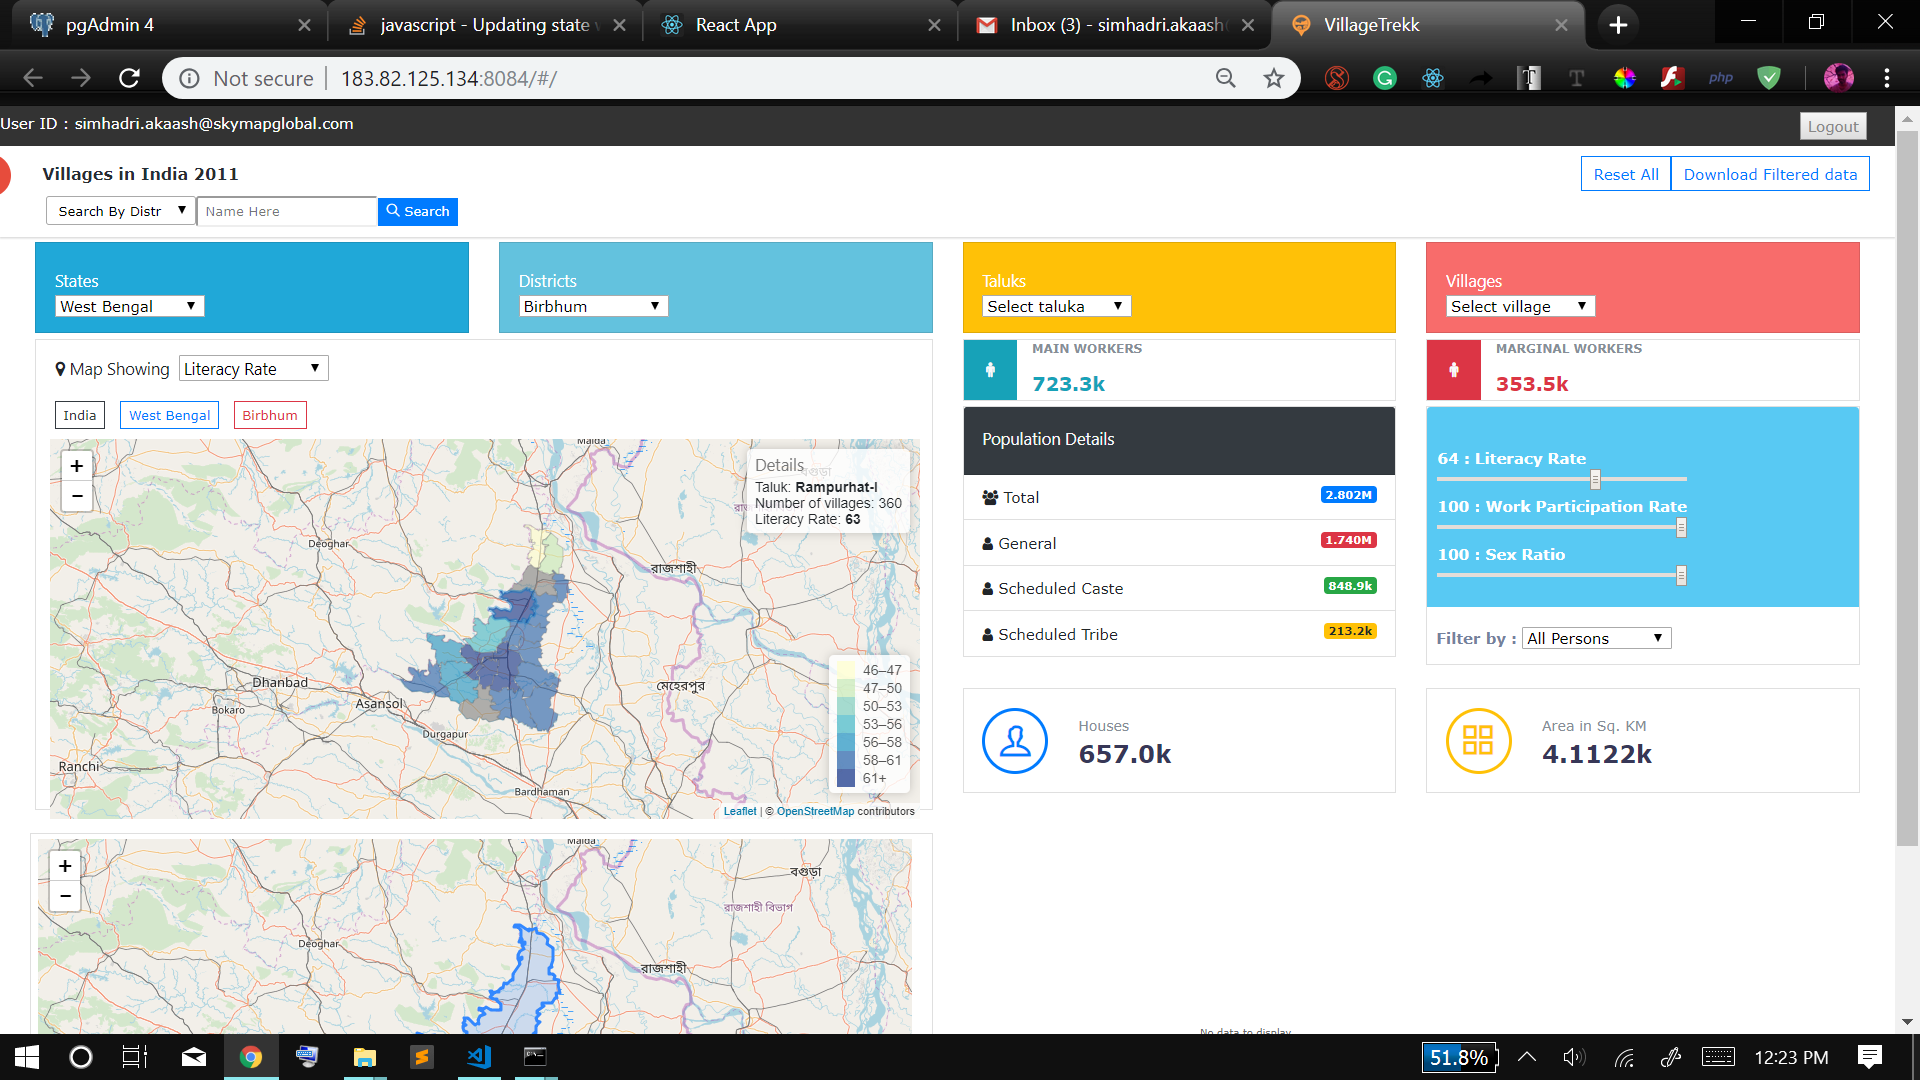 pgAdmin 4
javascript - Updating state v
React App
Inbox (3) - simhadri.akaash
VillageTrekk
Not secure
183.82.125.134:8084/#/
php
User ID : simhadri.akaash@skymapglobal.com
Logout
Villages in India 2011
Reset All
Download Filtered data
Search By Distr
Name Here
Search
States
West Bengal
Districts
Birbhum
Taluks
Select taluka
Villages
Select village
Map Showing
Literacy Rate
India
West Bengal
Birbhum
+
−
Details
Taluk: Rampurhat-I
Number of villages: 360
Literacy Rate: 63
Maida
Deoghar
রাজশাহী
Dhanbad
Bokaro
Asansol
মেহেরপুর
Durgapur
Ranchi
Bardhaman
46–47
47–50
50–53
53–56
56–58
58–61
61+
Leaflet | © OpenStreetMap contributors
MAIN WORKERS
723.3k
MARGINAL WORKERS
353.5k
Population Details
Total
2.802M
General
1.740M
Scheduled Caste
848.9k
Scheduled Tribe
213.2k
64 : Literacy Rate
100 : Work Participation Rate
100 : Sex Ratio
Filter by :
All Persons
Houses
657.0k
Area in Sq. KM
4.1122k
+
−
Maida
বগুড়া
রাজশাহী বিভাগ
Deoghar
রাজশাহী
No data to display
51.8%
12:23 PM